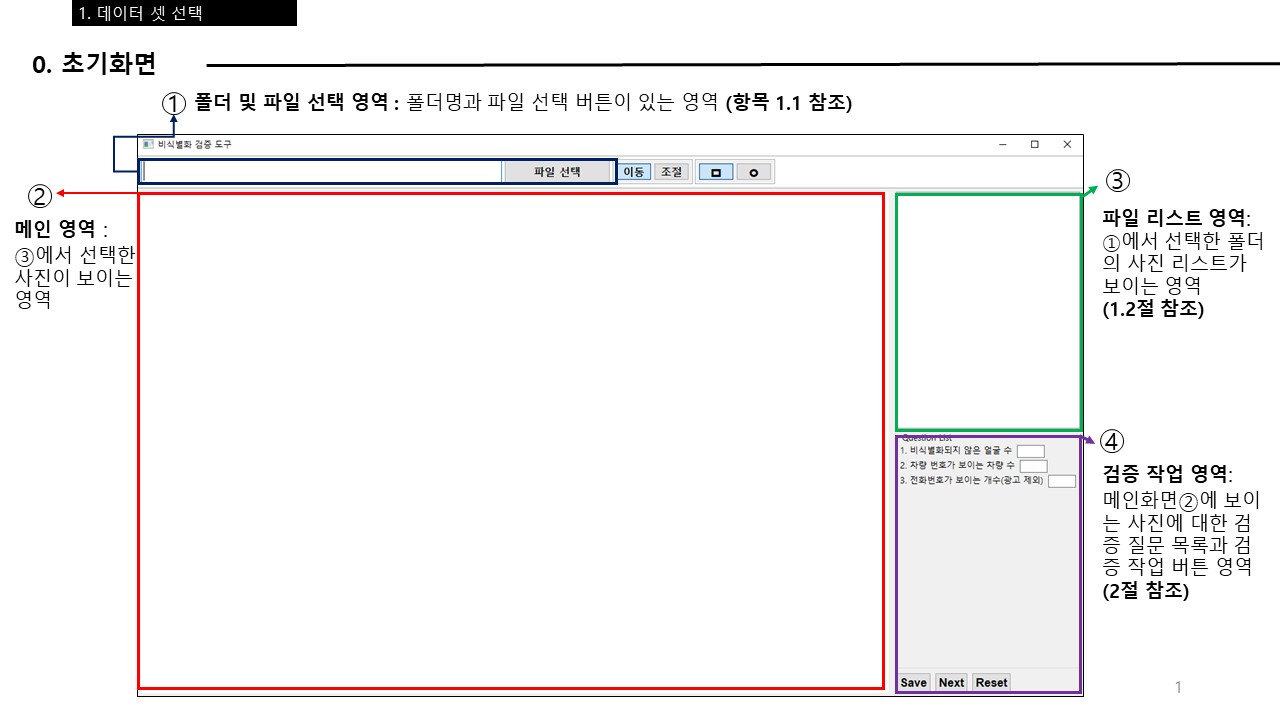 1. 데이터 셋 선택
0. 초기화면
① 폴더 및 파일 선택 영역 : 폴더명과 파일 선택 버튼이 있는 영역 (항목 1.1 참조)
비식별화 검증 도구
파일 선택 이동 조절
②
메인 영역 :
③에서 선택한
사진이 보이는
영역
③
파일 리스트 영역:
①에서 선택한 폴더
의 사진 리스트가
보이는 영역
(1.2절 참조)
Question List
1. 비식별화되지 않은 얼굴 수
2. 차량 번호가 보이는 차량 수
3. 전화번호가 보이는 개수(광고 제외)
④
검증 작업 영역:
메인화면②에 보이
는 사진에 대한 검
증 질문 목록과 검
증 작업 버튼 영역
(2절 참조)
Save Next Reset
1